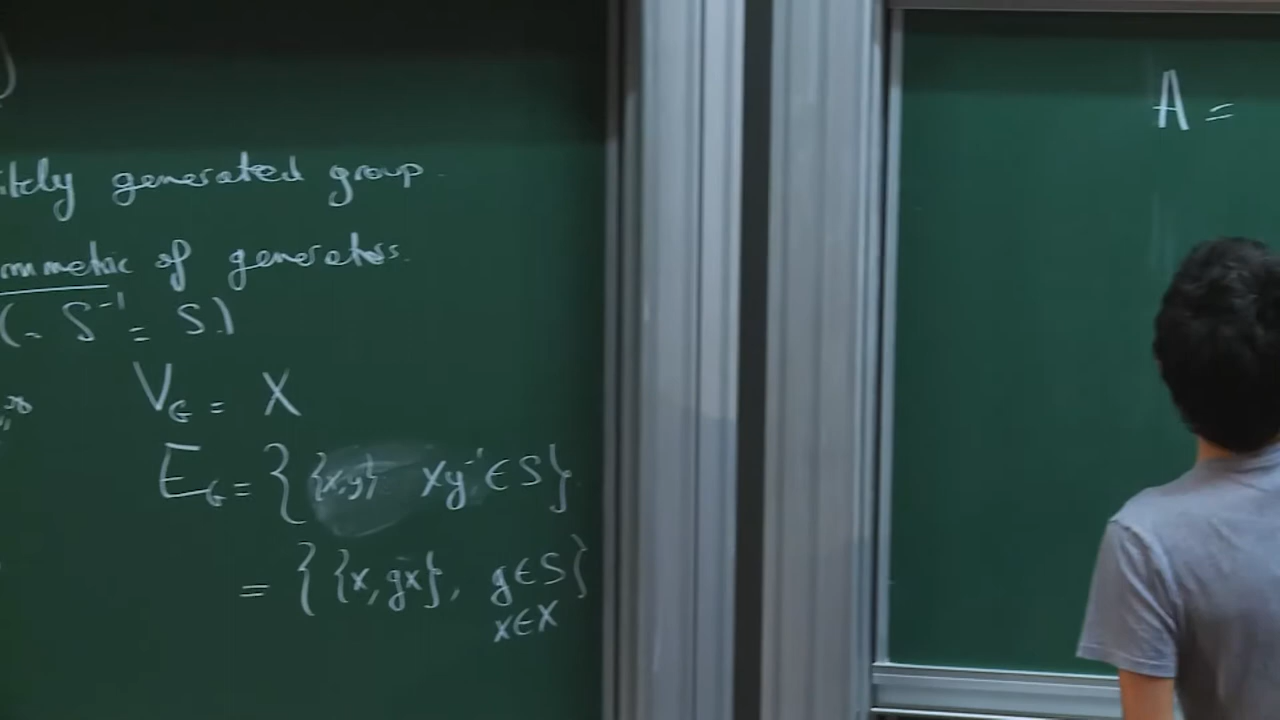 itely generated group.
mmetric of generators.
(. S⁻¹ = S.)
V_G = X
E_G = { {x,y} xy⁻¹ ∈ S }
= { {x, gx}, g ∈ S }
x ∈ X
A =